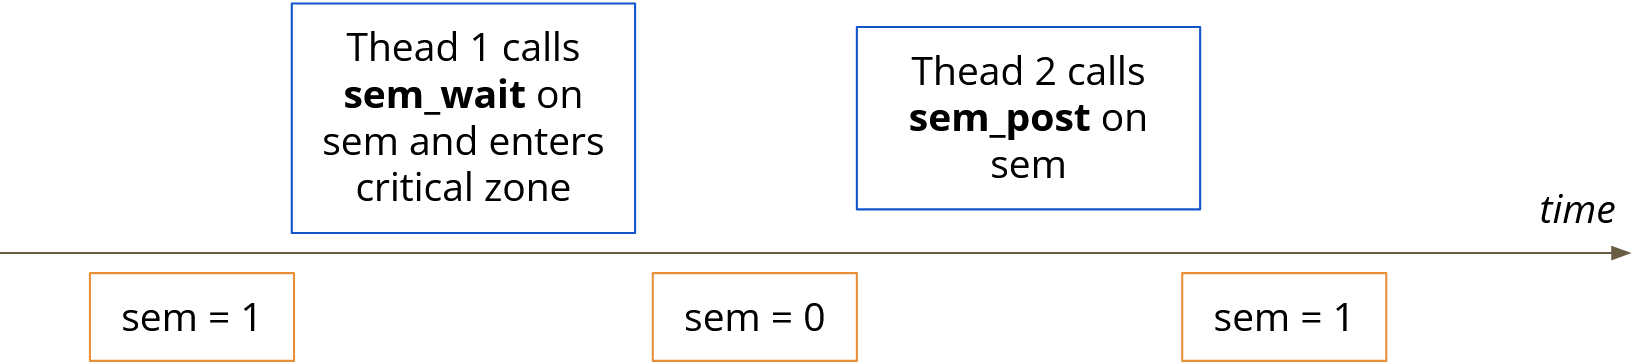 Thead 1 calls
sem_wait on
sem and enters
critical zone
Thead 2 calls
sem_post on
sem
time
sem = 1
sem = 0
sem = 1